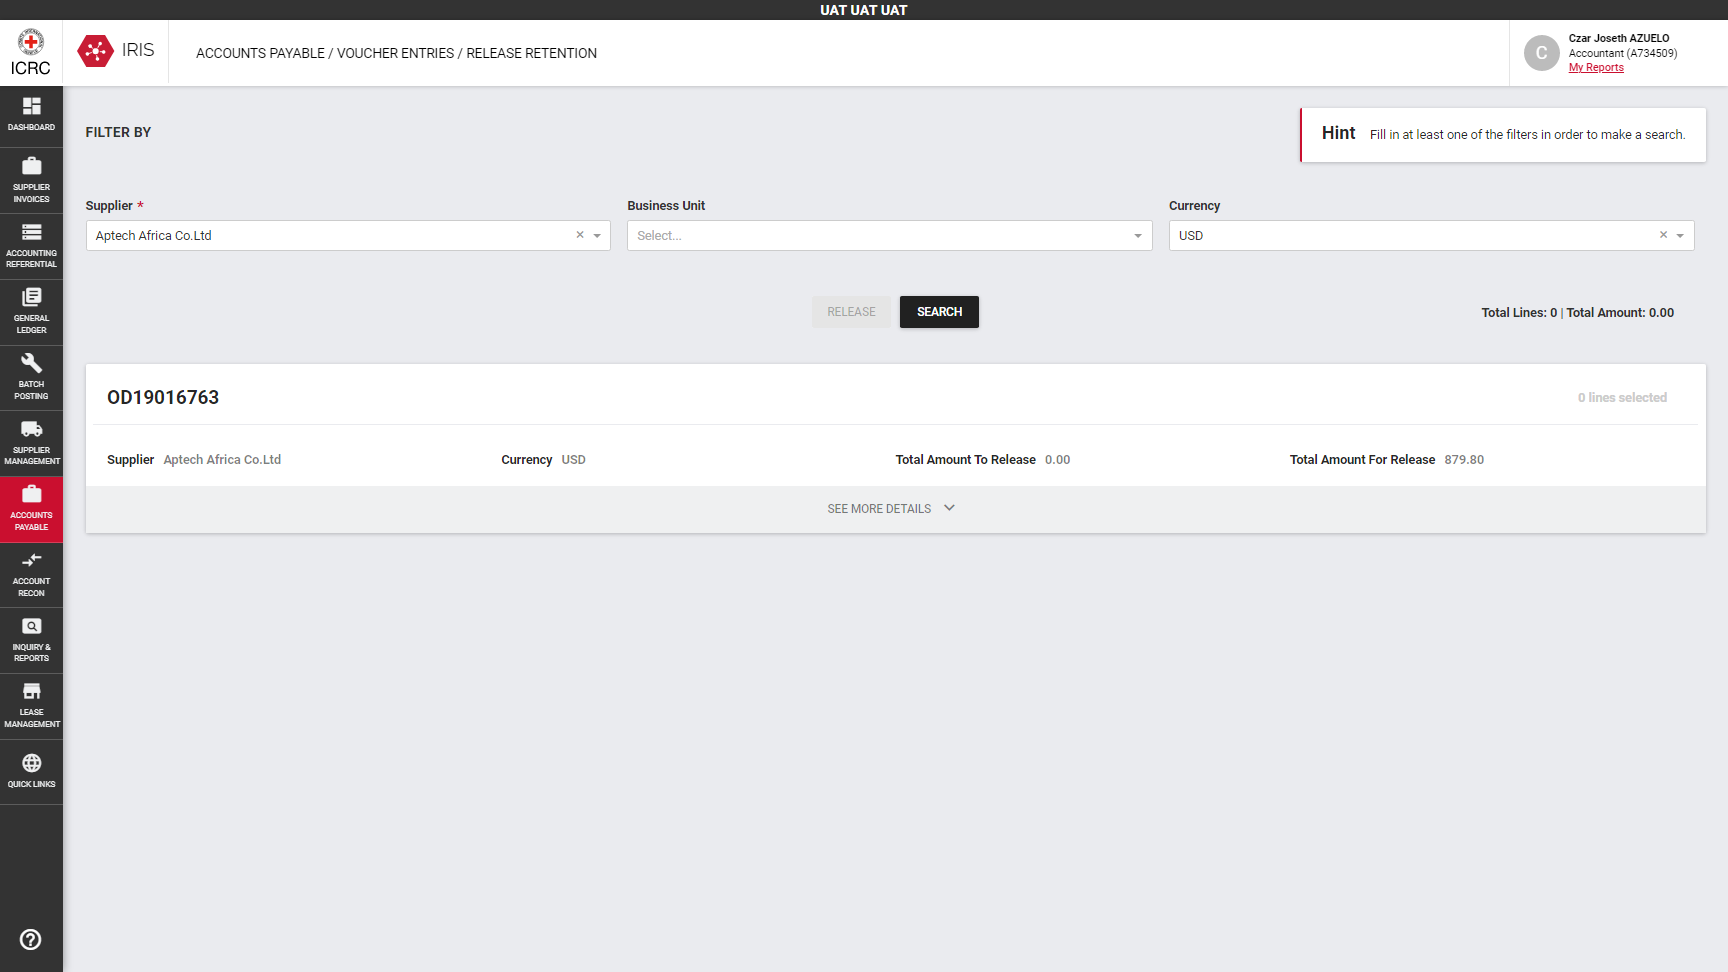 UAT UAT UAT
ICRC
IRIS
ACCOUNTS PAYABLE / VOUCHER ENTRIES / RELEASE RETENTION
C
Czar Joseth AZUELO
Accountant (A734509)
My Reports
DASHBOARD
SUPPLIER
INVOICES
ACCOUNTING
REFERENTIAL
GENERAL
LEDGER
BATCH
POSTING
SUPPLIER
MANAGEMENT
ACCOUNTS
PAYABLE
ACCOUNT
RECON
INQUIRY &
REPORTS
LEASE
MANAGEMENT
QUICK LINKS
FILTER BY
Hint Fill in at least one of the filters in order to make a search.
Supplier *
Aptech Africa Co.Ltd
Business Unit
Select...
Currency
USD
RELEASE
SEARCH
Total Lines: 0 | Total Amount: 0.00
OD19016763
0 lines selected
Supplier Aptech Africa Co.Ltd
Currency USD
Total Amount To Release 0.00
Total Amount For Release 879.80
SEE MORE DETAILS